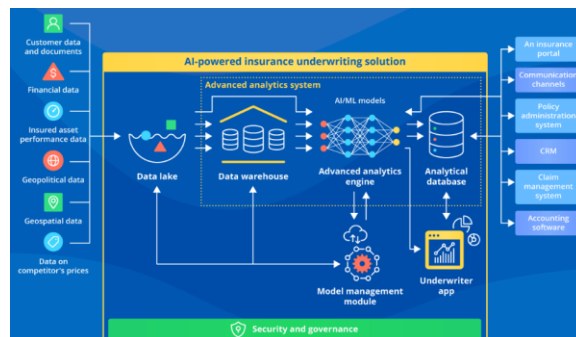 Customer data
and documents
Financial data
Insured asset
performance data
Geopolitical data
Geospatial data
Data on
competitor's prices
AI-powered insurance underwriting solution
Advanced analytics system
AI/ML models
Data lake
Data warehouse
Advanced analytics
engine
Analytical
database
Model management
module
Underwriter
app
Security and governance
An insurance
portal
Communication
channels
Policy
administration
system
CRM
Claim
management
system
Accounting
software